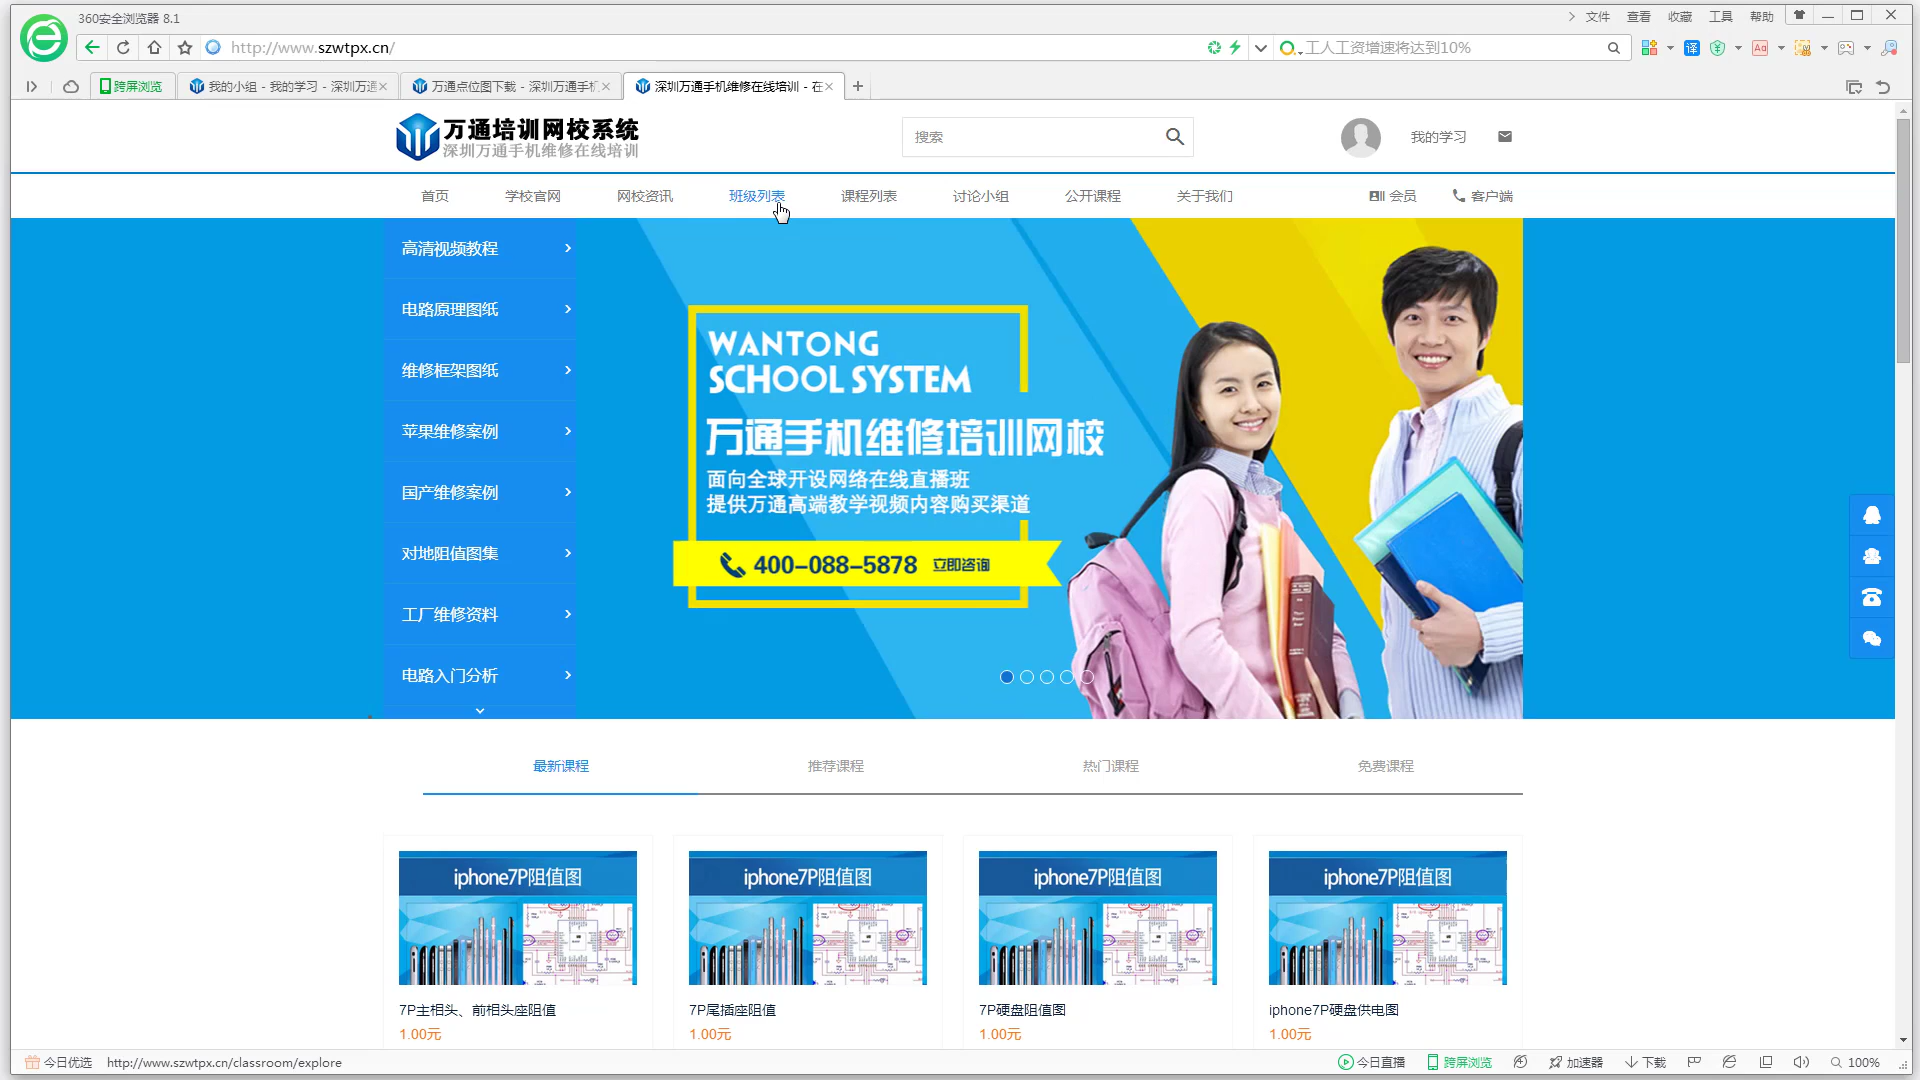 360安全浏览器 8.1
文件 查看 收藏 工具 帮助
http://www.szwtpx.cn/
工人工资增速将达到10%
跨屏浏览
我的小组 - 我的学习 - 深圳万通
万通点位图下载 - 深圳万通手机
深圳万通手机维修在线培训 - 在
万通培训网校系统
深圳万通手机维修在线培训
搜索
我的学习
首页 学校官网 网校资讯 班级列表 课程列表 讨论小组 公开课程 关于我们 会员 客户端
高清视频教程
电路原理图纸
维修框架图纸
苹果维修案例
国产维修案例
对地阻值图集
工厂维修资料
电路入门分析
WANTONG
SCHOOL SYSTEM
万通手机维修培训网校
面向全球开设网络在线直播班
提供万通高端教学视频内容购买渠道
400-088-5878 立即咨询
最新课程 推荐课程 热门课程 免费课程
iphone7P阻值图
iphone7P阻值图
iphone7P阻值图
iphone7P阻值图
7P主相头、前相头座阻值
7P尾插座阻值
7P硬盘阻值图
iphone7P硬盘供电图
1.00元
1.00元
1.00元
1.00元
今日优选 http://www.szwtpx.cn/classroom/explore
今日直播 跨屏浏览 加速器 下载 100%